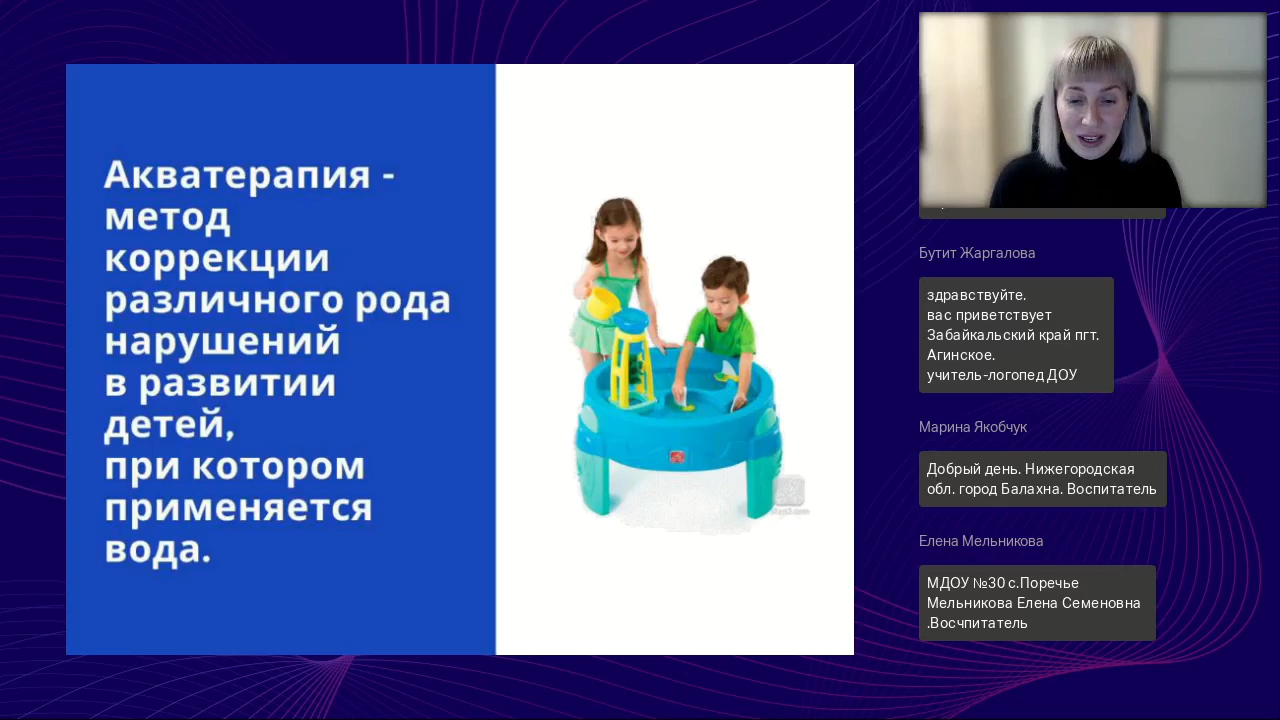 Акватерапия -
метод
коррекции
различного рода
нарушений
в развитии
детей,
при котором
применяется
вода.
Бутит Жаргалова
здравствуйте.
вас приветствует
Забайкальский край пгт.
Агинское.
учитель-логопед ДОУ
Марина Якобчук
Добрый день. Нижегородская
обл. город Балахна. Воспитатель
Елена Мельникова
МДОУ №30 с.Поречье
Мельникова Елена Семеновна
.Восчпитатель